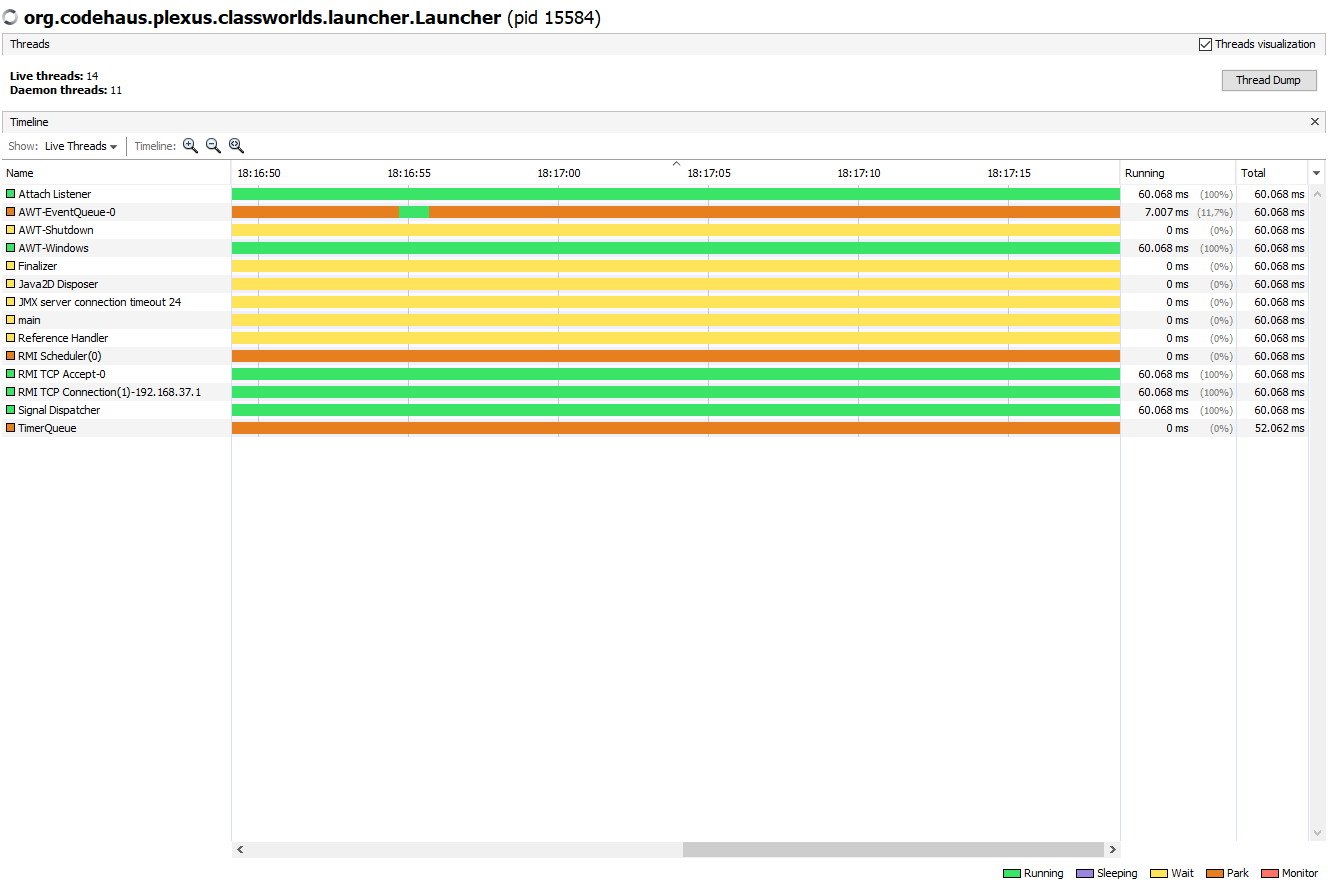 org.codehaus.plexus.classworlds.launcher.Launcher (pid 15584)
Threads Threads visualization
Live threads: 14
Daemon threads: 11
Thread Dump
Timeline
Show: Live Threads Timeline:
Name 18:16:50 18:16:55 18:17:00 18:17:05 18:17:10 18:17:15 Running Total
Attach Listener 60.068 ms (100%) 60.068 ms
AWT-EventQueue-0 7.007 ms (11,7%) 60.068 ms
AWT-Shutdown 0 ms (0%) 60.068 ms
AWT-Windows 60.068 ms (100%) 60.068 ms
Finalizer 0 ms (0%) 60.068 ms
Java2D Disposer 0 ms (0%) 60.068 ms
JMX server connection timeout 24 0 ms (0%) 60.068 ms
main 0 ms (0%) 60.068 ms
Reference Handler 0 ms (0%) 60.068 ms
RMI Scheduler(0) 0 ms (0%) 60.068 ms
RMI TCP Accept-0 60.068 ms (100%) 60.068 ms
RMI TCP Connection(1)-192.168.37.1 60.068 ms (100%) 60.068 ms
Signal Dispatcher 60.068 ms (100%) 60.068 ms
TimerQueue 0 ms (0%) 52.062 ms
Running Sleeping Wait Park Monitor